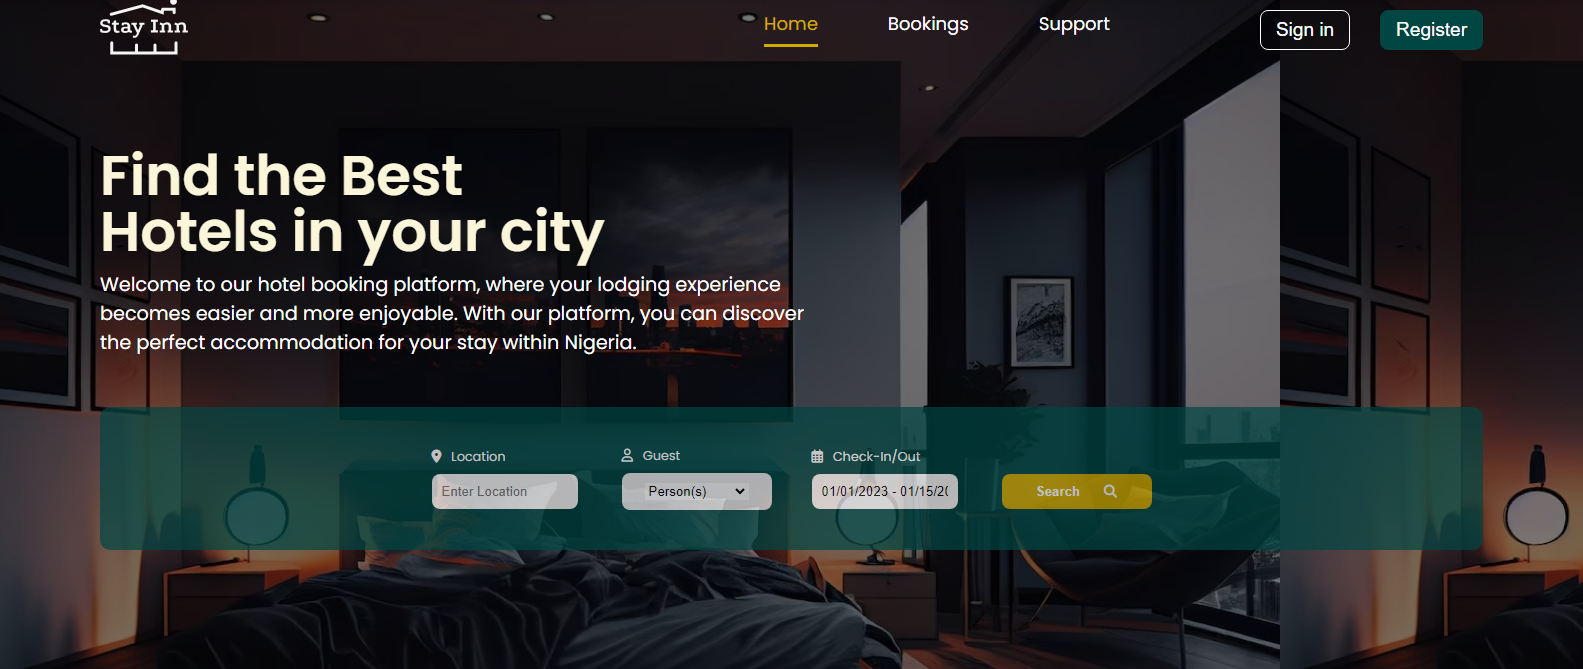 Stay Inn
Home
Bookings
Support
Sign in
Register
Find the Best
Hotels in your city
Welcome to our hotel booking platform, where your lodging experience
becomes easier and more enjoyable. With our platform, you can discover
the perfect accommodation for your stay within Nigeria.
Location
Guest
Check-In/Out
Enter Location
Person(s)
01/01/2023 - 01/15/20
Search